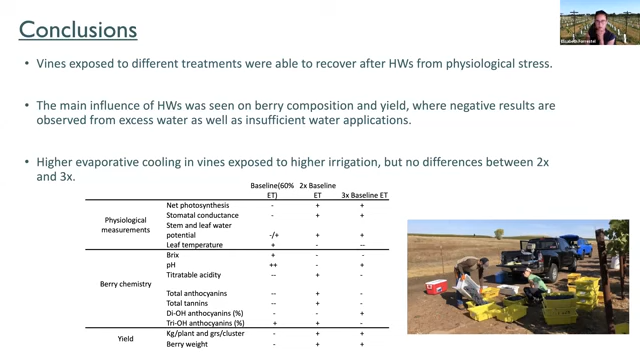 Conclusions
Elisabeth Forrestel
Vines exposed to different treatments were able to recover after HWs from physiological stress.
The main influence of HWs was seen on berry composition and yield, where negative results are
observed from excess water as well as insufficient water applications.
Higher evaporative cooling in vines exposed to higher irrigation, but no differences between 2x
and 3x.
Baseline(60% 2x Baseline
ET) ET 3x Baseline ET
Net photosynthesis - + +
Stomatal conductance - + +
Physiological measurements
Stem and leaf water
potential -/+ + +
Leaf temperature + - --
Brix + - -
pH ++ - +
Titratable acidity -- + -
Berry chemistry
Total anthocyanins -- + -
Total tannins -- + -
Di-OH anthocyanins (%) - - +
Tri-OH anthocyanins (%) + + -
Yield
Kg/plant and grs/cluster - + +
Berry weight - + +